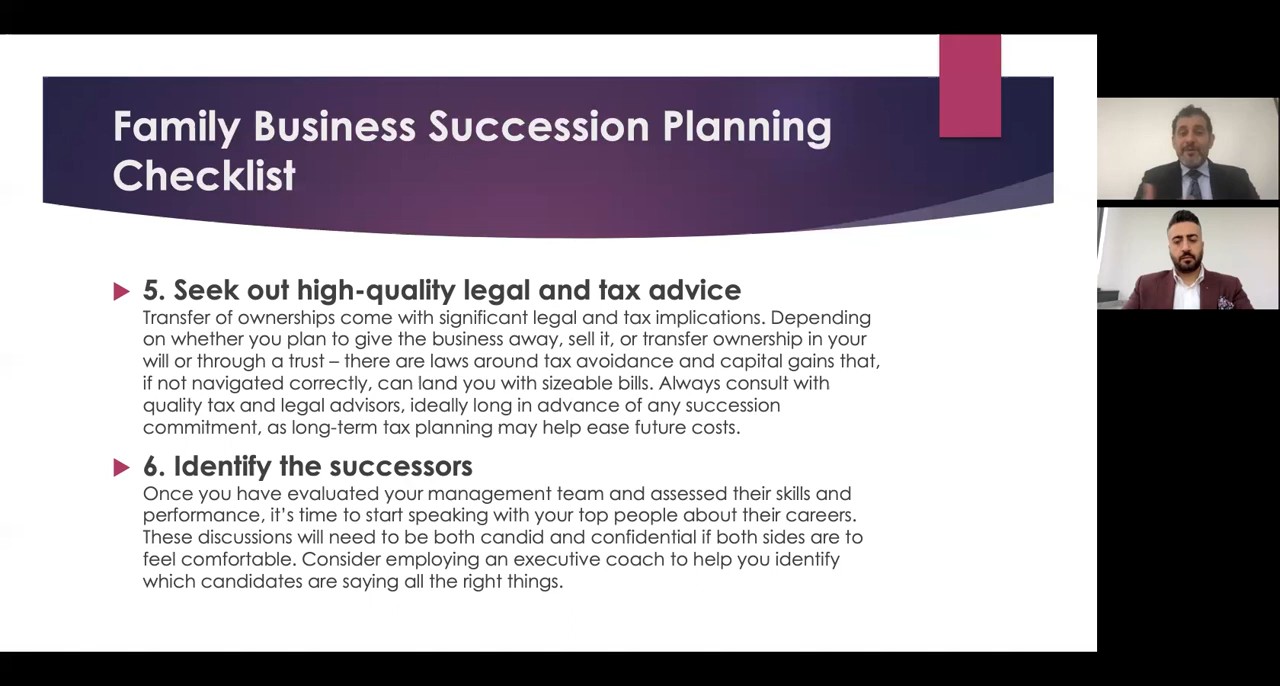 Family Business Succession Planning
Checklist
5. Seek out high-quality legal and tax advice
Transfer of ownerships come with significant legal and tax implications. Depending
on whether you plan to give the business away, sell it, or transfer ownership in your
will or through a trust – there are laws around tax avoidance and capital gains that,
if not navigated correctly, can land you with sizeable bills. Always consult with
quality tax and legal advisors, ideally long in advance of any succession
commitment, as long-term tax planning may help ease future costs.
6. Identify the successors
Once you have evaluated your management team and assessed their skills and
performance, it's time to start speaking with your top people about their careers.
These discussions will need to be both candid and confidential if both sides are to
feel comfortable. Consider employing an executive coach to help you identify
which candidates are saying all the right things.